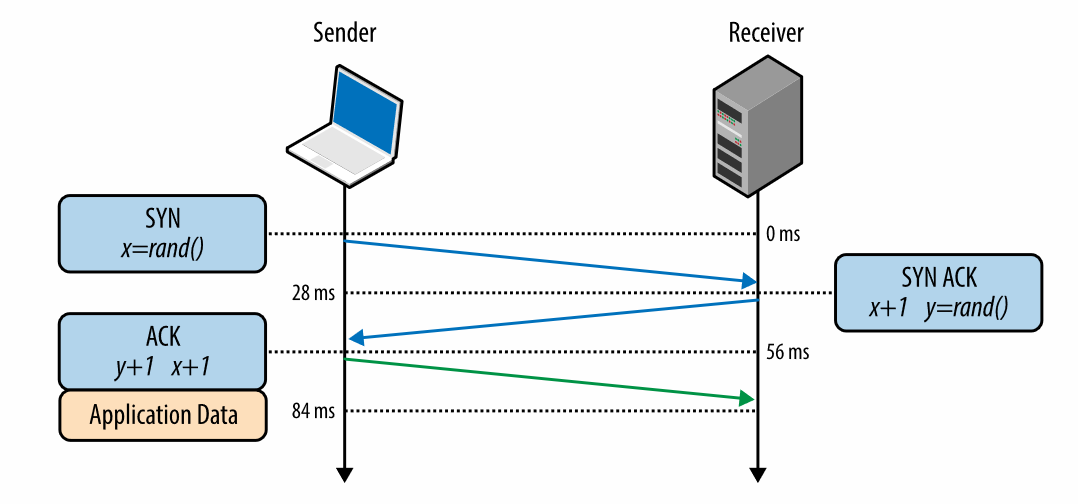 Sender
Receiver
SYN
x=rand()
0 ms
28 ms
SYN ACK
x+1 y=rand()
ACK
y+1 x+1
56 ms
Application Data
84 ms